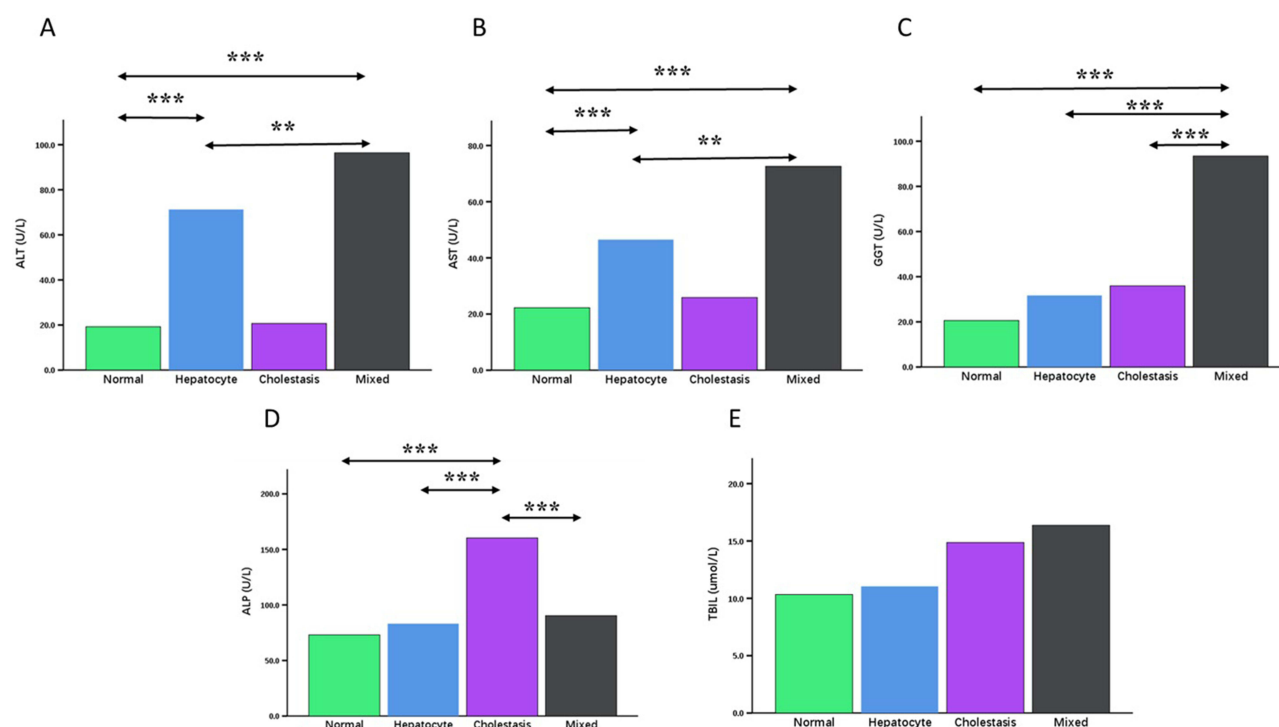 A
***
***
**
ALT (U/L)
100.0
80.0
60.0
40.0
20.0
0.0
Normal Hepatocyte Cholestasis Mixed
B
***
***
**
AST (U/L)
80.0
60.0
40.0
20.0
0.0
Normal Hepatocyte Cholestasis Mixed
C
***
***
***
GGT (U/L)
100.0
80.0
60.0
40.0
20.0
0.0
Normal Hepatocyte Cholestasis Mixed
D
***
***
***
ALP (U/L)
200.0
150.0
100.0
50.0
0.0
Normal Hepatocyte Cholestasis Mixed
E
TBIL (umol/L)
20.0
15.0
10.0
5.0
0.0
Normal Hepatocyte Cholestasis Mixed